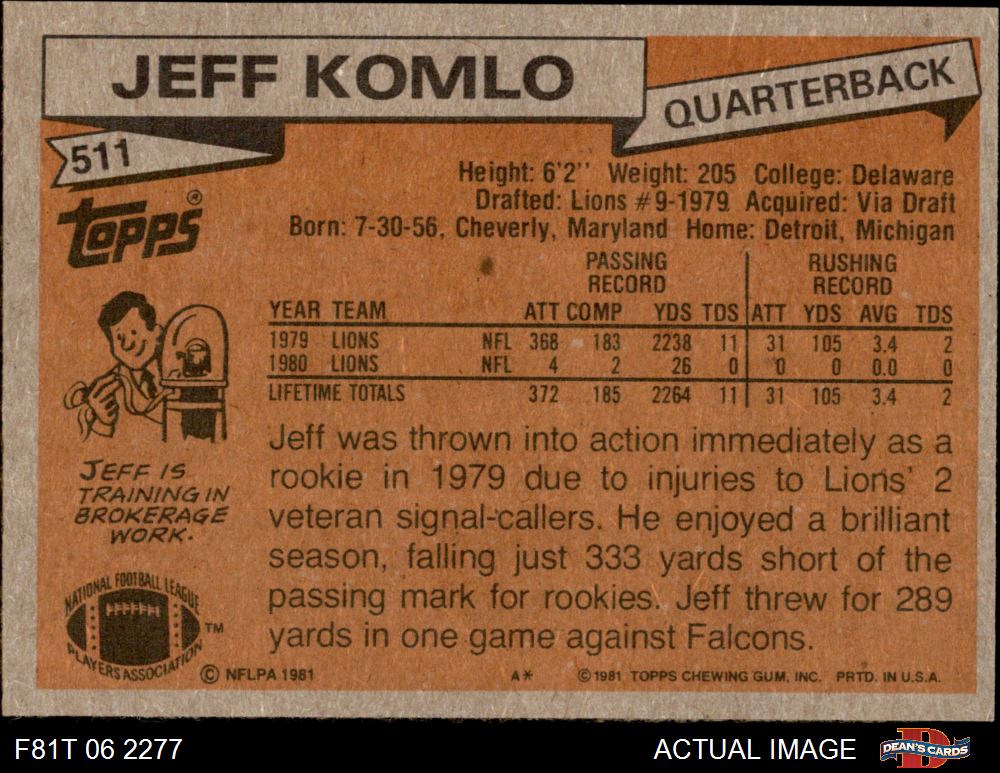 JEFF KOMLO
QUARTERBACK
511
TOPPS®
Height: 6'2'' Weight: 205 College: Delaware
Drafted: Lions #9-1979 Acquired: Via Draft
Born: 7-30-56, Cheverly, Maryland Home: Detroit, Michigan
PASSING RECORD RUSHING RECORD
YEAR TEAM ATT COMP YDS TDS ATT YDS AVG TDS
1979 LIONS NFL 368 183 2238 11 31 105 3.4 2
1980 LIONS NFL 4 2 26 0 0 0 0.0 0
LIFETIME TOTALS 372 185 2264 11 31 105 3.4 2
JEFF IS
TRAINING IN
BROKERAGE
WORK.
Jeff was thrown into action immediately as a
rookie in 1979 due to injuries to Lions' 2
veteran signal-callers. He enjoyed a brilliant
season, falling just 333 yards short of the
passing mark for rookies. Jeff threw for 289
yards in one game against Falcons.
NATIONAL FOOTBALL LEAGUE
PLAYERS ASSOCIATION
TM
© NFLPA 1981 A* © 1981 TOPPS CHEWING GUM, INC. PRTD. IN U.S.A.
F81T 06 2277 ACTUAL IMAGE DEAN'S CARDS